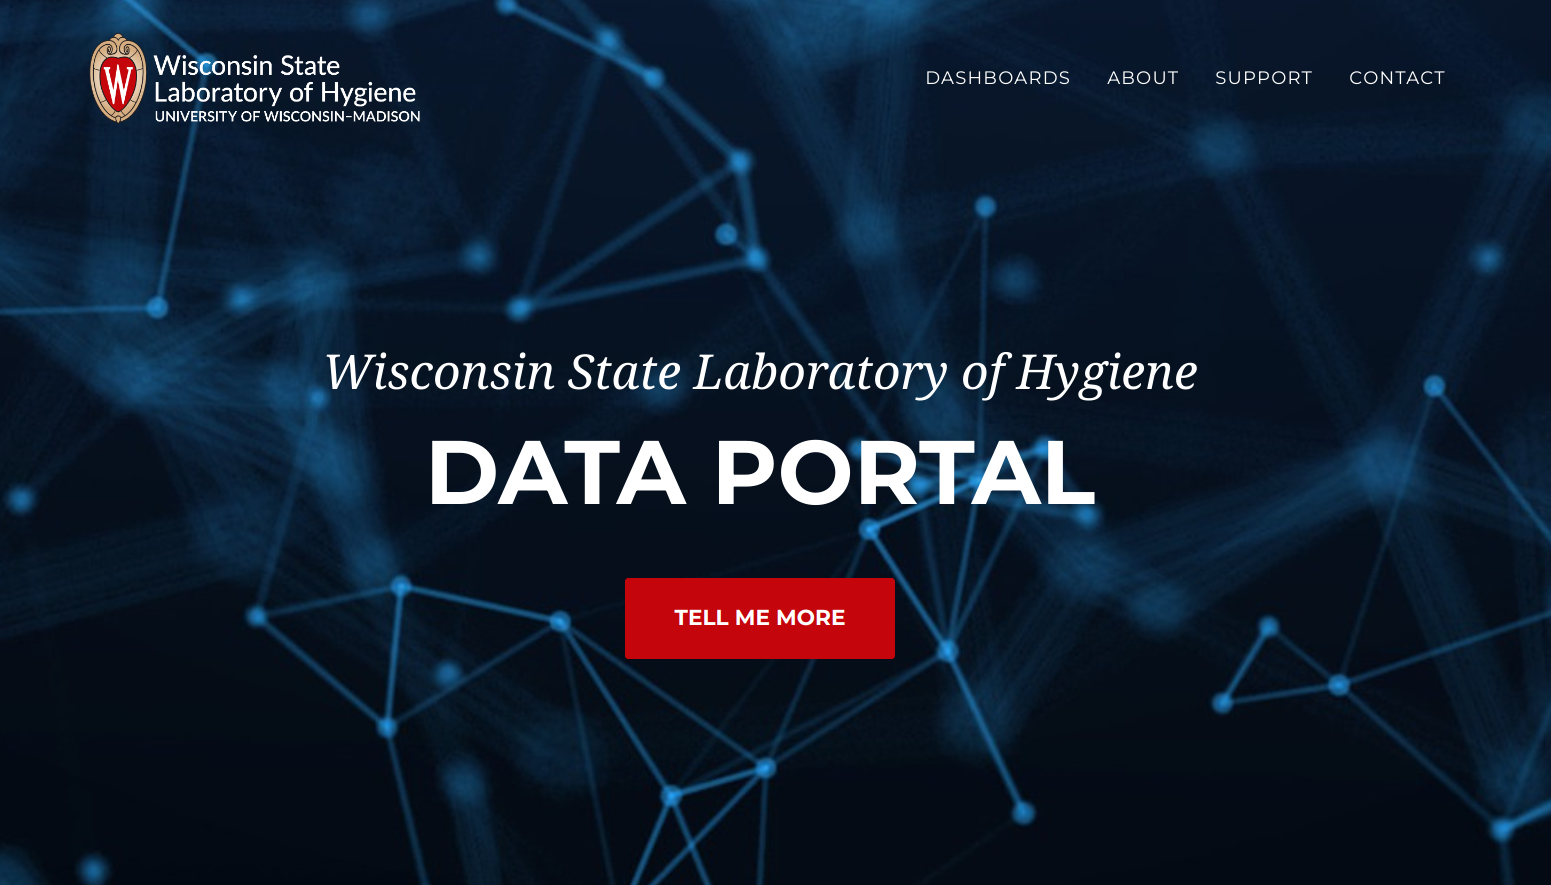 Wisconsin State
Laboratory of Hygiene
UNIVERSITY OF WISCONSIN–MADISON
DASHBOARDS ABOUT SUPPORT CONTACT
Wisconsin State Laboratory of Hygiene
DATA PORTAL
TELL ME MORE